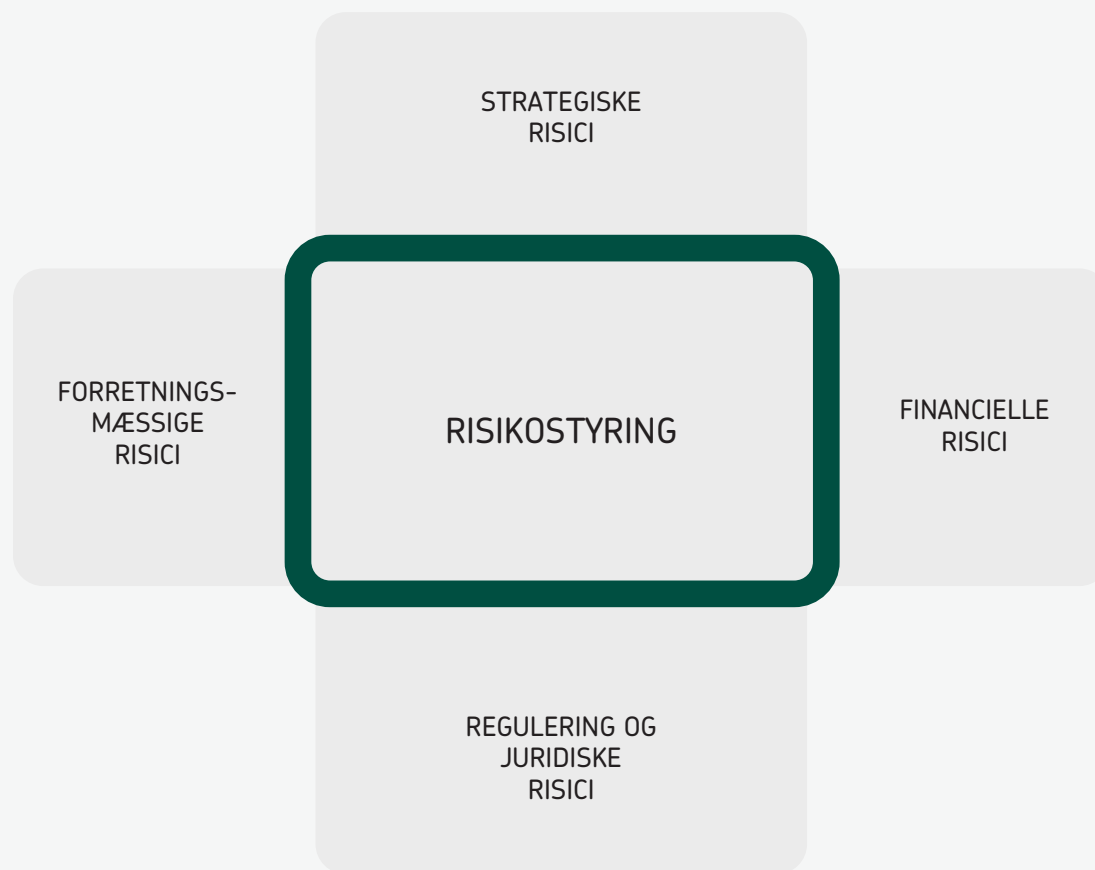 STRATEGISKE
RISICI
FORRETNINGS-
MÆSSIGE
RISICI
RISIKOSTYRING
FINANCIELLE
RISICI
REGULERING OG
JURIDISKE
RISICI